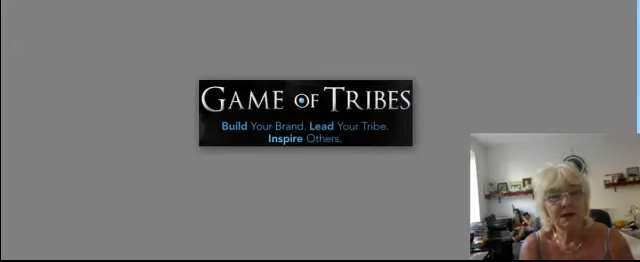 GAME OF TRIBES
Build Your Brand. Lead Your Tribe.
Inspire Others.